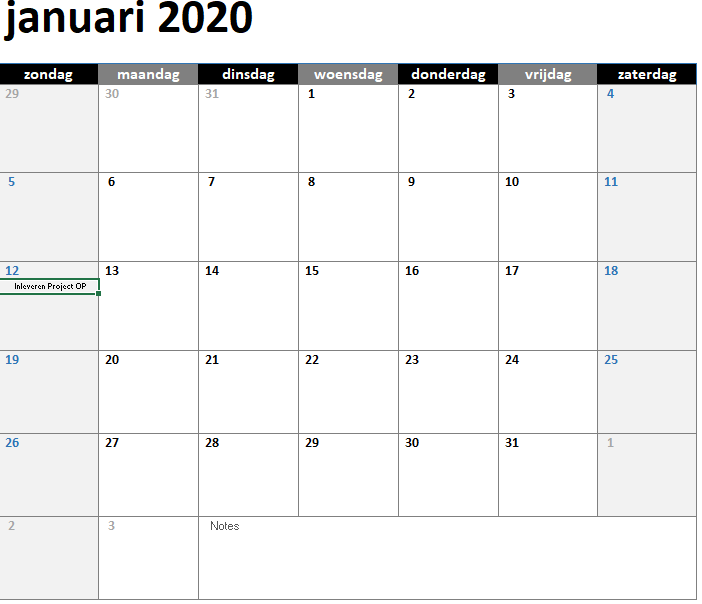 januari 2020
zondag maandag dinsdag woensdag donderdag vrijdag zaterdag
29 30 31 1 2 3 4
5 6 7 8 9 10 11
12 13 14 15 16 17 18
Inleveren Project OP
19 20 21 22 23 24 25
26 27 28 29 30 31 1
2 3 Notes